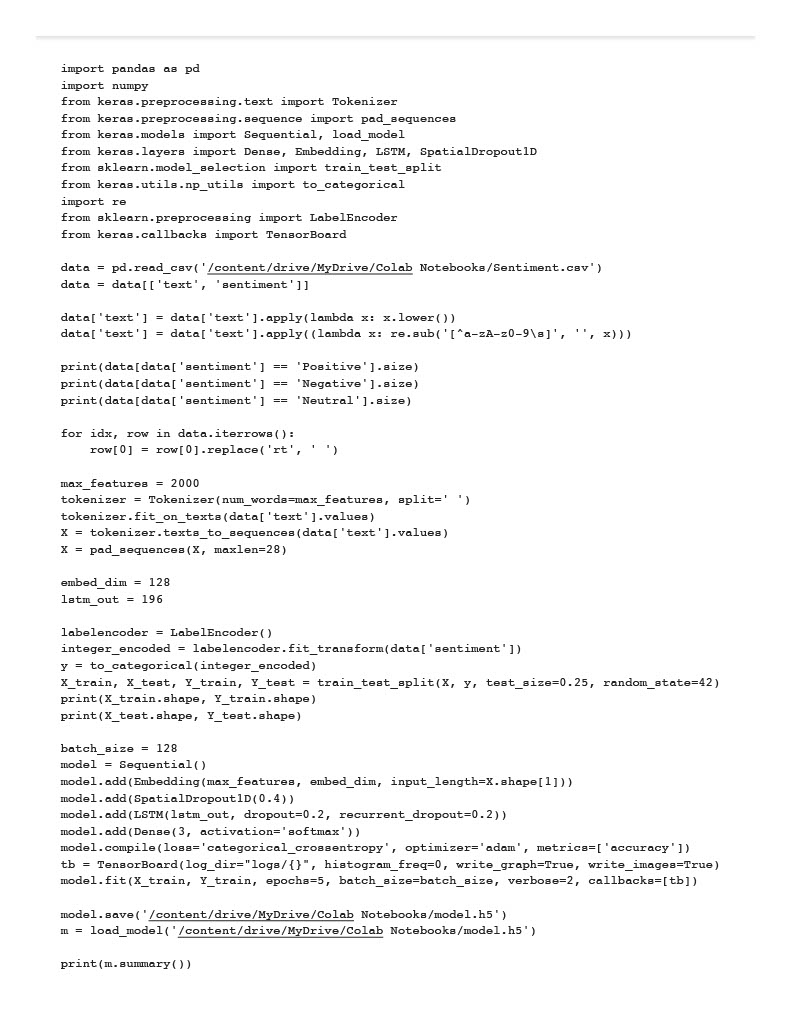 import pandas as pd
import numpy
from keras.preprocessing.text import Tokenizer
from keras.preprocessing.sequence import pad_sequences
from keras.models import Sequential, load_model
from keras.layers import Dense, Embedding, LSTM, SpatialDropout1D
from sklearn.model_selection import train_test_split
from keras.utils.np_utils import to_categorical
import re
from sklearn.preprocessing import LabelEncoder
from keras.callbacks import TensorBoard

data = pd.read_csv('/content/drive/MyDrive/Colab Notebooks/Sentiment.csv')
data = data[['text', 'sentiment']]

data['text'] = data['text'].apply(lambda x: x.lower())
data['text'] = data['text'].apply((lambda x: re.sub('[^a-zA-z0-9\s]', '', x)))

print(data[data['sentiment'] == 'Positive'].size)
print(data[data['sentiment'] == 'Negative'].size)
print(data[data['sentiment'] == 'Neutral'].size)

for idx, row in data.iterrows():
    row[0] = row[0].replace('rt', ' ')

max_features = 2000
tokenizer = Tokenizer(num_words=max_features, split=' ')
tokenizer.fit_on_texts(data['text'].values)
X = tokenizer.texts_to_sequences(data['text'].values)
X = pad_sequences(X, maxlen=28)

embed_dim = 128
lstm_out = 196

labelencoder = LabelEncoder()
integer_encoded = labelencoder.fit_transform(data['sentiment'])
y = to_categorical(integer_encoded)
X_train, X_test, Y_train, Y_test = train_test_split(X, y, test_size=0.25, random_state=42)
print(X_train.shape, Y_train.shape)
print(X_test.shape, Y_test.shape)

batch_size = 128
model = Sequential()
model.add(Embedding(max_features, embed_dim, input_length=X.shape[1]))
model.add(SpatialDropout1D(0.4))
model.add(LSTM(lstm_out, dropout=0.2, recurrent_dropout=0.2))
model.add(Dense(3, activation='softmax'))
model.compile(loss='categorical_crossentropy', optimizer='adam', metrics=['accuracy'])
tb = TensorBoard(log_dir="logs/{}", histogram_freq=0, write_graph=True, write_images=True)
model.fit(X_train, Y_train, epochs=5, batch_size=batch_size, verbose=2, callbacks=[tb])

model.save('/content/drive/MyDrive/Colab Notebooks/model.h5')
m = load_model('/content/drive/MyDrive/Colab Notebooks/model.h5')

print(m.summary())